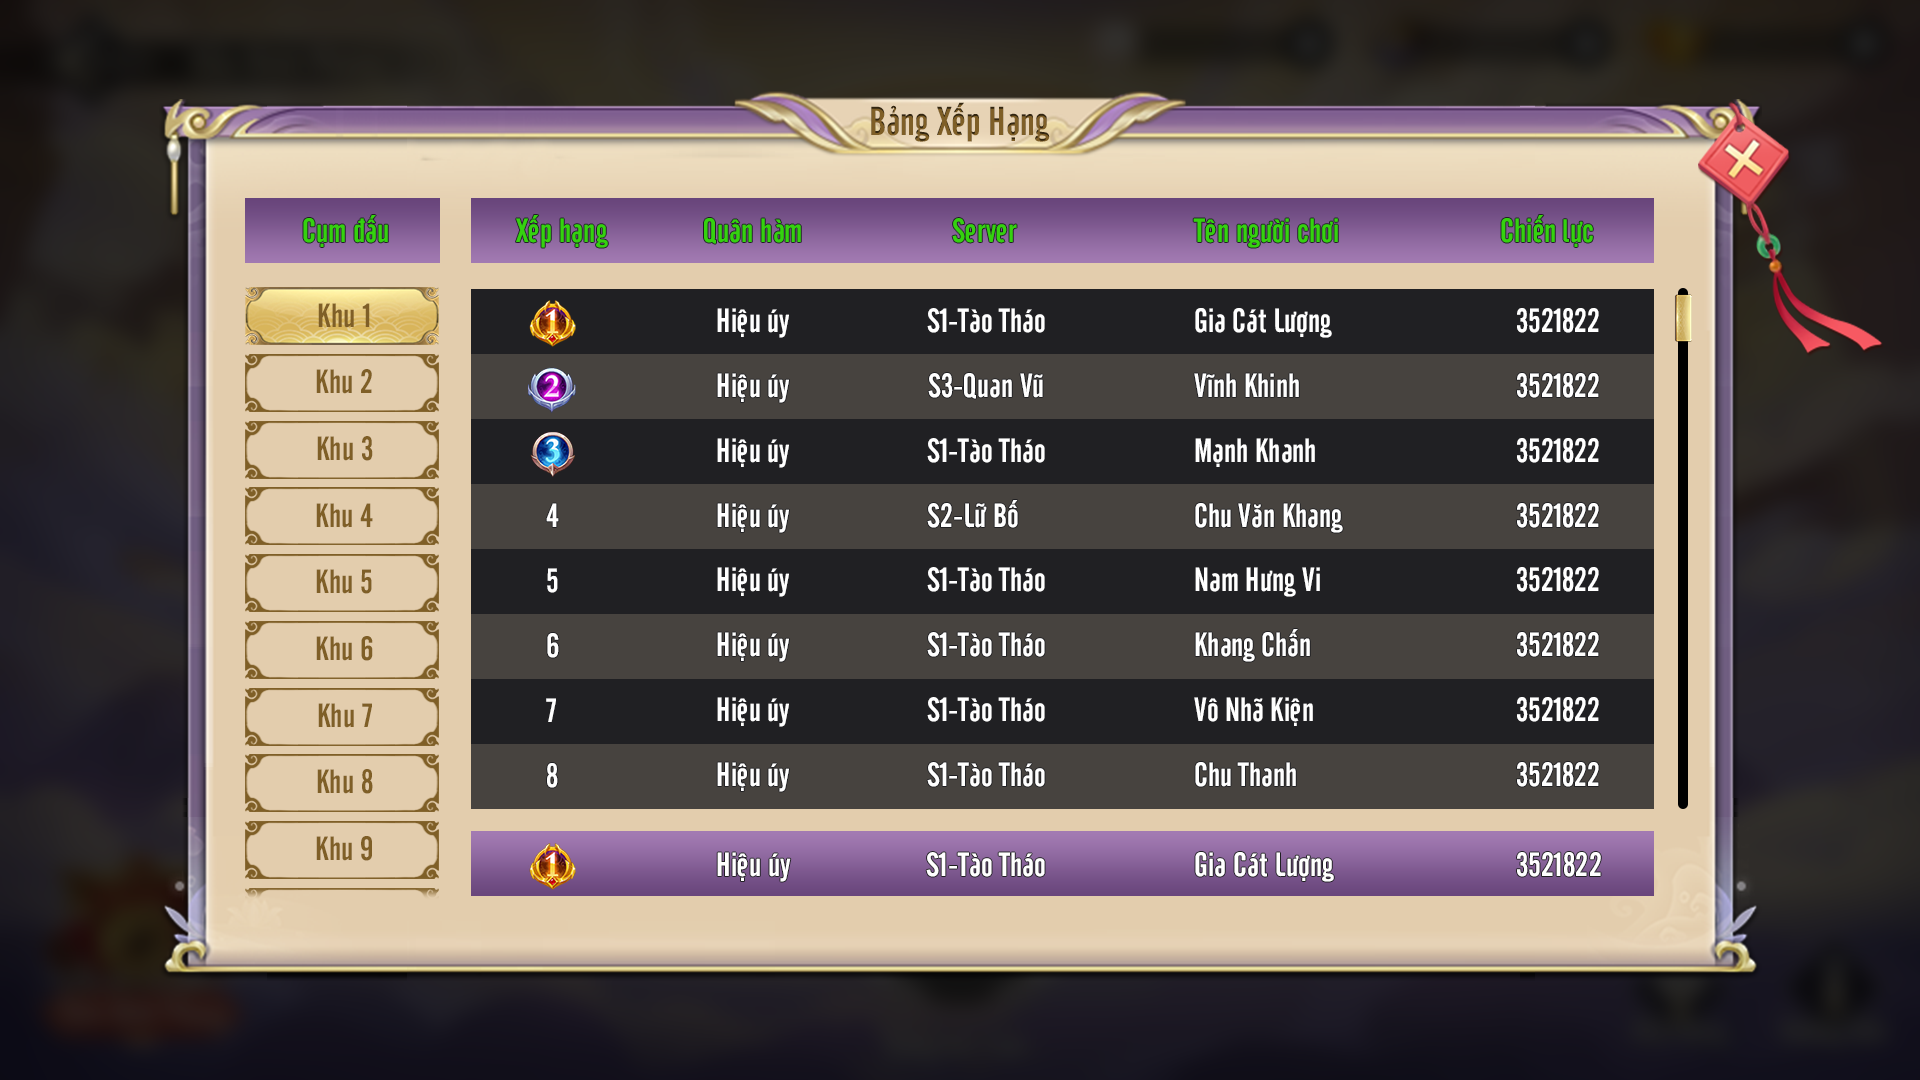 Bảng Xếp Hạng
Cụm đấu
Xếp hạng Quân hàm Server Tên người chơi Chiến lực
Khu 1
Khu 2
Khu 3
Khu 4
Khu 5
Khu 6
Khu 7
Khu 8
Khu 9
1 Hiệu úy S1-Tào Tháo Gia Cát Lượng 3521822
2 Hiệu úy S3-Quan Vũ Vĩnh Khinh 3521822
3 Hiệu úy S1-Tào Tháo Mạnh Khanh 3521822
4 Hiệu úy S2-Lữ Bố Chu Văn Khang 3521822
5 Hiệu úy S1-Tào Tháo Nam Hưng Vi 3521822
6 Hiệu úy S1-Tào Tháo Khang Chấn 3521822
7 Hiệu úy S1-Tào Tháo Vô Nhã Kiện 3521822
8 Hiệu úy S1-Tào Tháo Chu Thanh 3521822
1 Hiệu úy S1-Tào Tháo Gia Cát Lượng 3521822